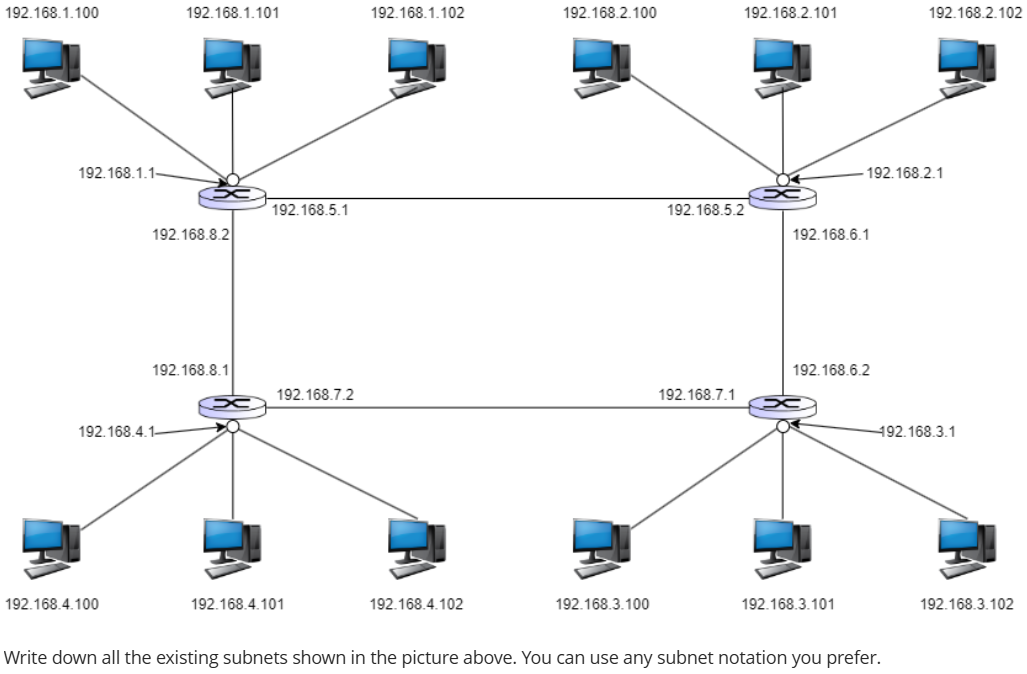 192.168.1.100 192.168.1.101 192.168.1.102 192.168.2.100 192.168.2.101 192.168.2.102
192.168.1.1 192.168.2.1
192.168.5.1 192.168.5.2
192.168.8.2 192.168.6.1
192.168.8.1 192.168.6.2
192.168.7.2 192.168.7.1
192.168.4.1 192.168.3.1
192.168.4.100 192.168.4.101 192.168.4.102 192.168.3.100 192.168.3.101 192.168.3.102
Write down all the existing subnets shown in the picture above. You can use any subnet notation you prefer.